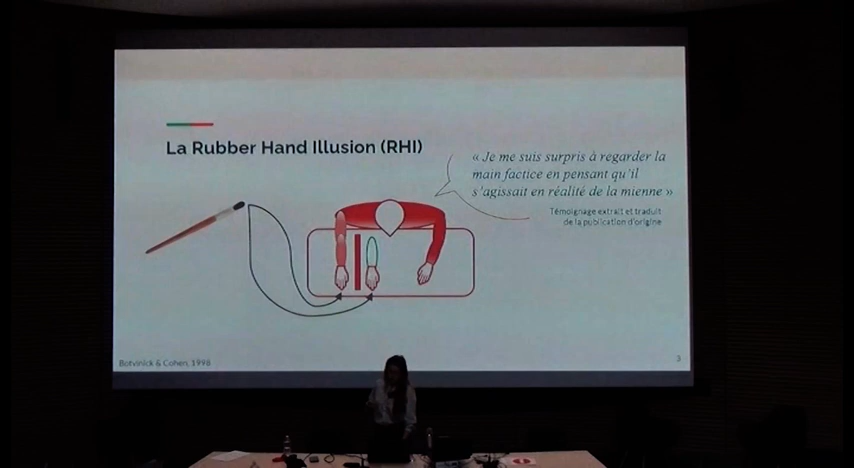 La Rubber Hand Illusion (RHI)
« Je me suis surpris à regarder la
main factice en pensant qu'il
s'agissait en réalité de la mienne »
Témoignage extrait et traduit
de la publication d'origine
Botvinick & Cohen, 1998
3